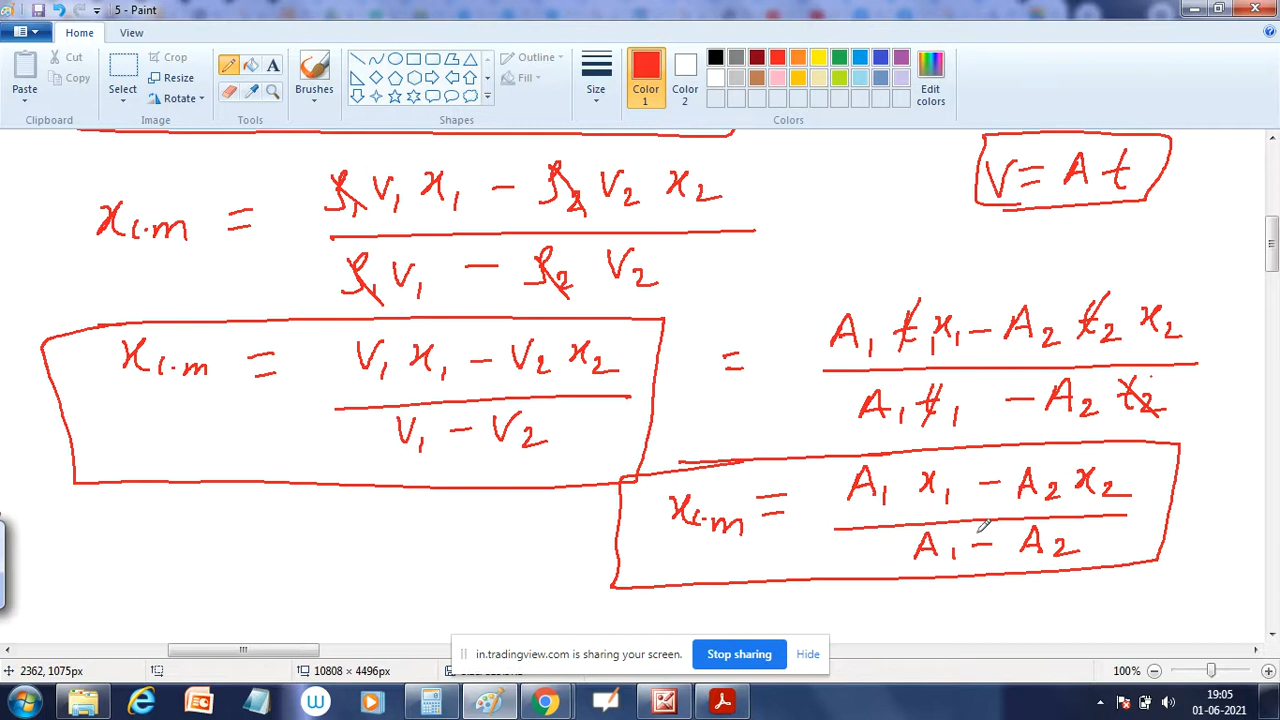 5 - Paint
Home View
Paste Cut Copy Select Crop Resize Rotate Brushes Outline Fill Size Color 1 Color 2 Edit colors
Clipboard Image Tools Shapes Colors
V = A t
x_{c.m} = (ρ₁ V₁ x₁ − ρ₂ V₂ x₂) / (ρ₁ V₁ − ρ₂ V₂)
x_{c.m} = (V₁ x₁ − V₂ x₂) / (V₁ − V₂) = (A₁ t₁ x₁ − A₂ t₂ x₂) / (A₁ t₁ − A₂ t₂)
x_{c.m} = (A₁ x₁ − A₂ x₂) / (A₁ − A₂)
in.tradingview.com is sharing your screen. Stop sharing Hide
2362, 1075px 10808 × 4496px 100%
19:05
01-06-2021